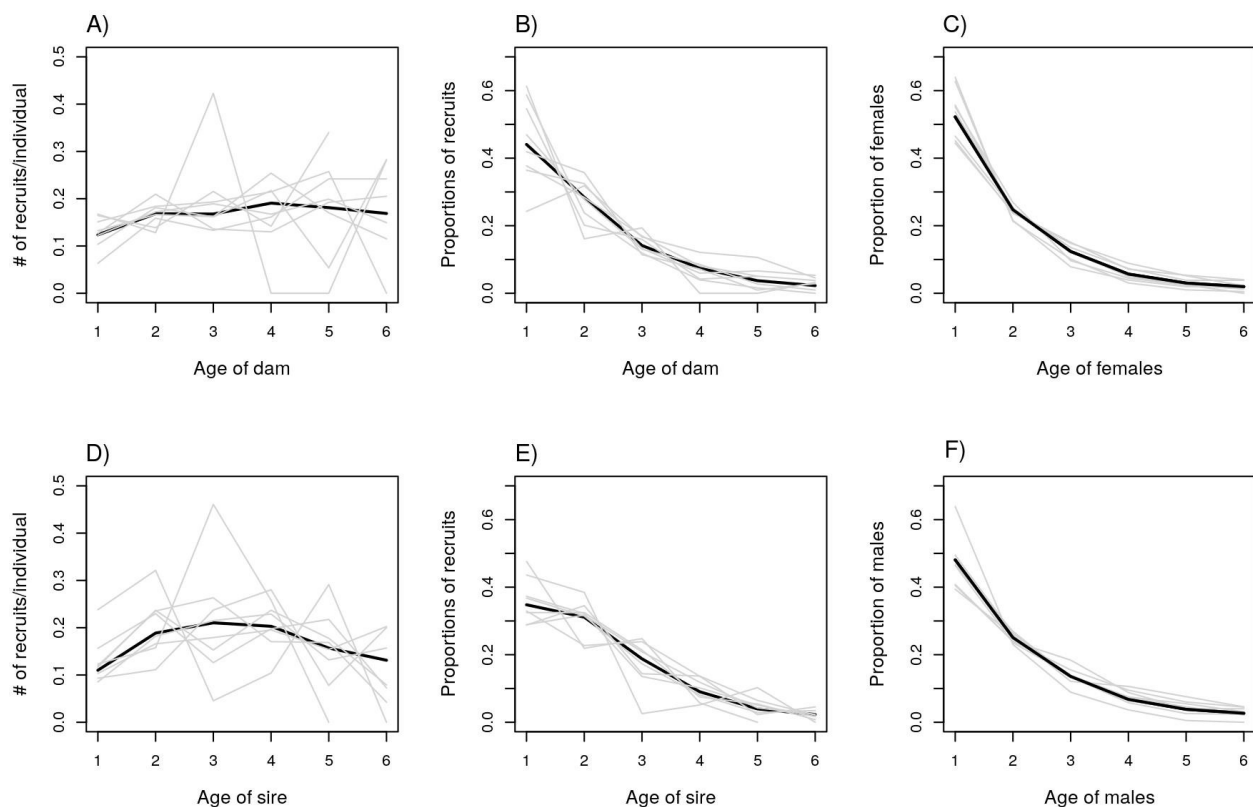 A)
# of recruits/individual
0.5
0.4
0.3
0.2
0.1
0.0
1 2 3 4 5 6
Age of dam
B)
Proportions of recruits
0.6
0.4
0.2
0.0
1 2 3 4 5 6
Age of dam
C)
Proportion of females
0.6
0.4
0.2
0.0
1 2 3 4 5 6
Age of females
D)
# of recruits/individual
0.5
0.4
0.3
0.2
0.1
0.0
1 2 3 4 5 6
Age of sire
E)
Proportions of recruits
0.6
0.4
0.2
0.0
1 2 3 4 5 6
Age of sire
F)
Proportion of males
0.6
0.4
0.2
0.0
1 2 3 4 5 6
Age of males